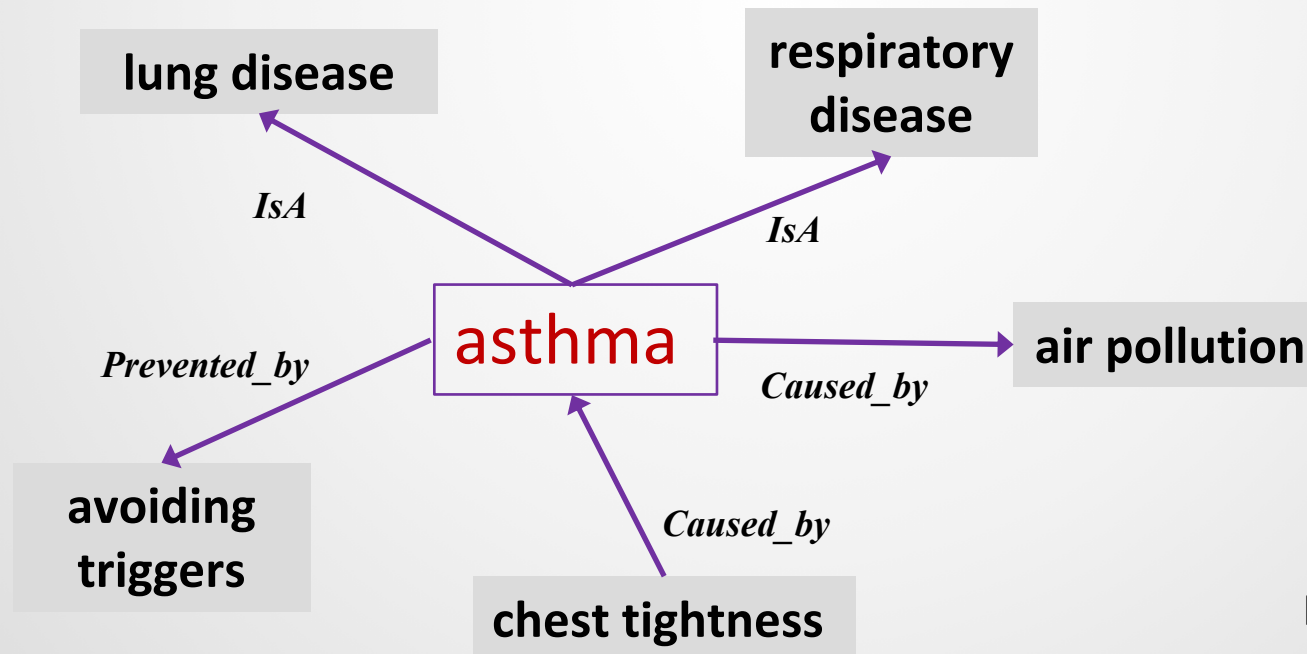 lung disease
respiratory
disease
IsA
IsA
asthma
air pollution
Prevented_by
Caused_by
avoiding
triggers
Caused_by
chest tightness